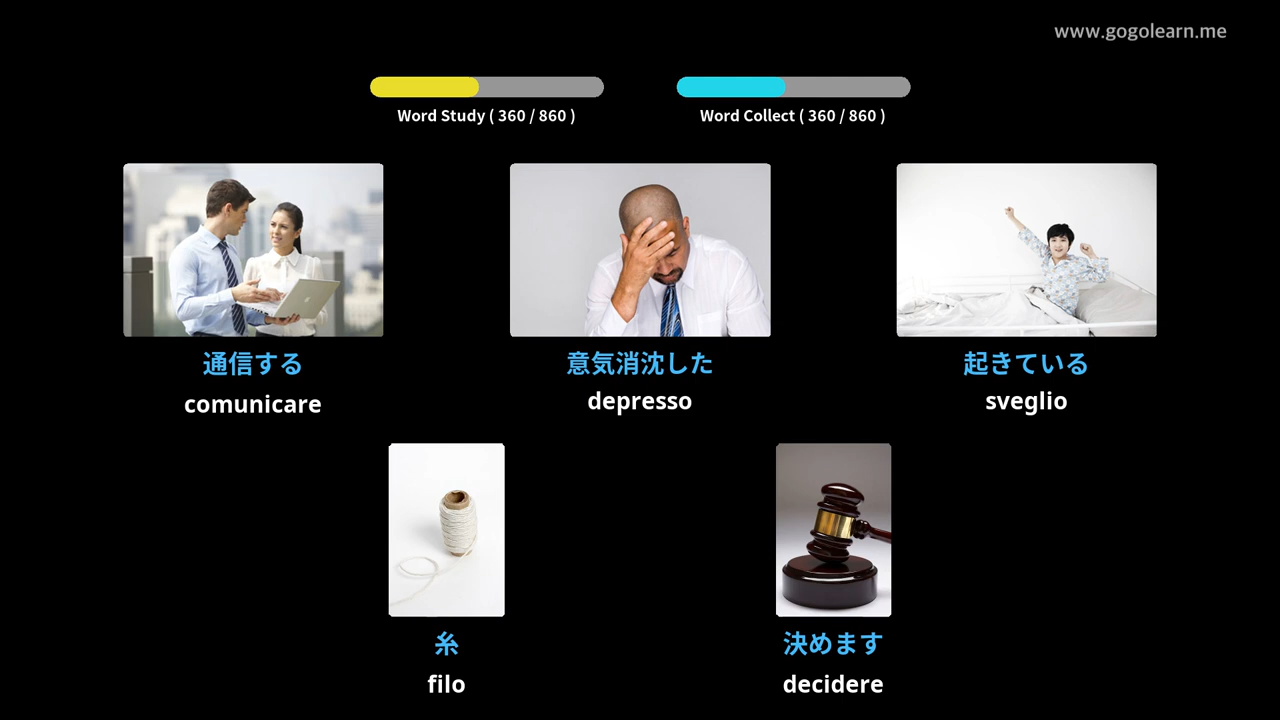 www.gogolearn.me
Word Study ( 360 / 860 )
Word Collect ( 360 / 860 )
通信する
comunicare
意気消沈した
depresso
起きている
sveglio
糸
filo
決めます
decidere